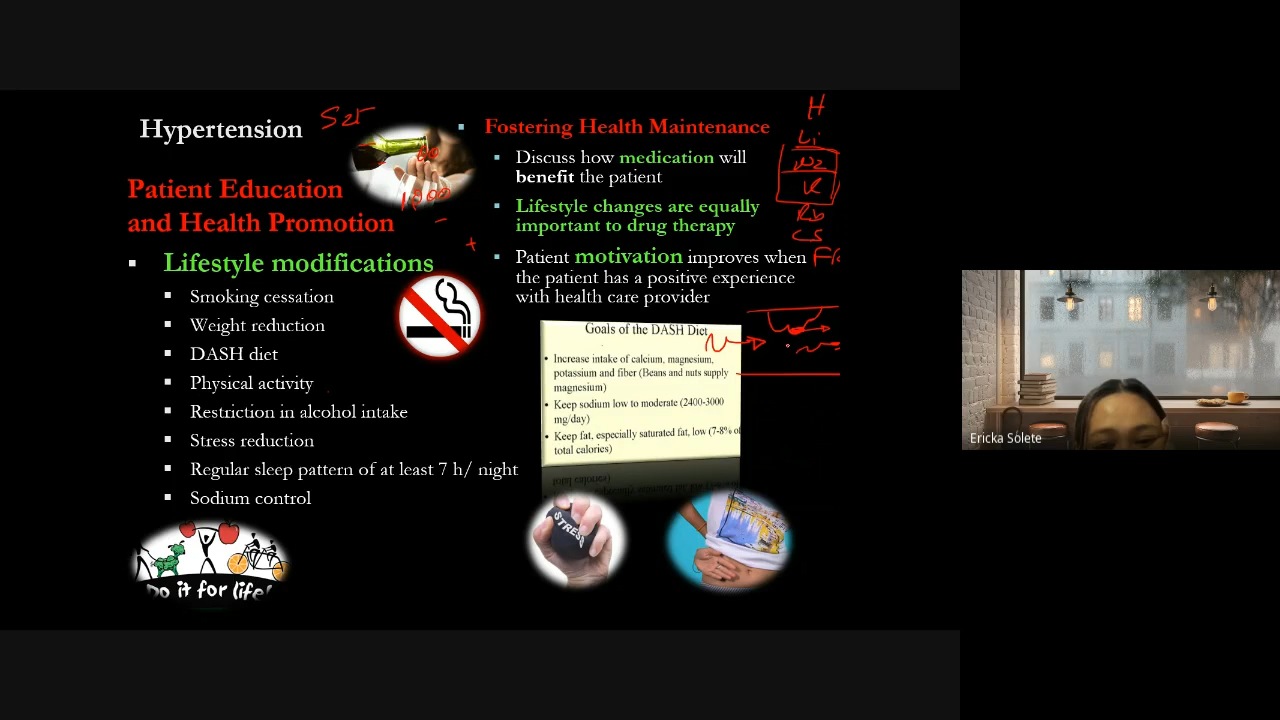 Hypertension
Patient Education
and Health Promotion
▪ Lifestyle modifications
▪ Smoking cessation
▪ Weight reduction
▪ DASH diet
▪ Physical activity
▪ Restriction in alcohol intake
▪ Stress reduction
▪ Regular sleep pattern of at least 7 h/ night
▪ Sodium control
Do it for life!
▪ Fostering Health Maintenance
▪ Discuss how medication will
benefit the patient
▪ Lifestyle changes are equally
important to drug therapy
▪ Patient motivation improves when
the patient has a positive experience
with health care provider
Goals of the DASH Diet
• Increase intake of calcium, magnesium,
potassium and fiber (Beans and nuts supply
magnesium)
• Keep sodium low to moderate (2400-3000
mg/day)
• Keep fat, especially saturated fat, low (7-8% of
total calories)
STRESS
H
Li
K
Rb
Cs
Ericka Solete